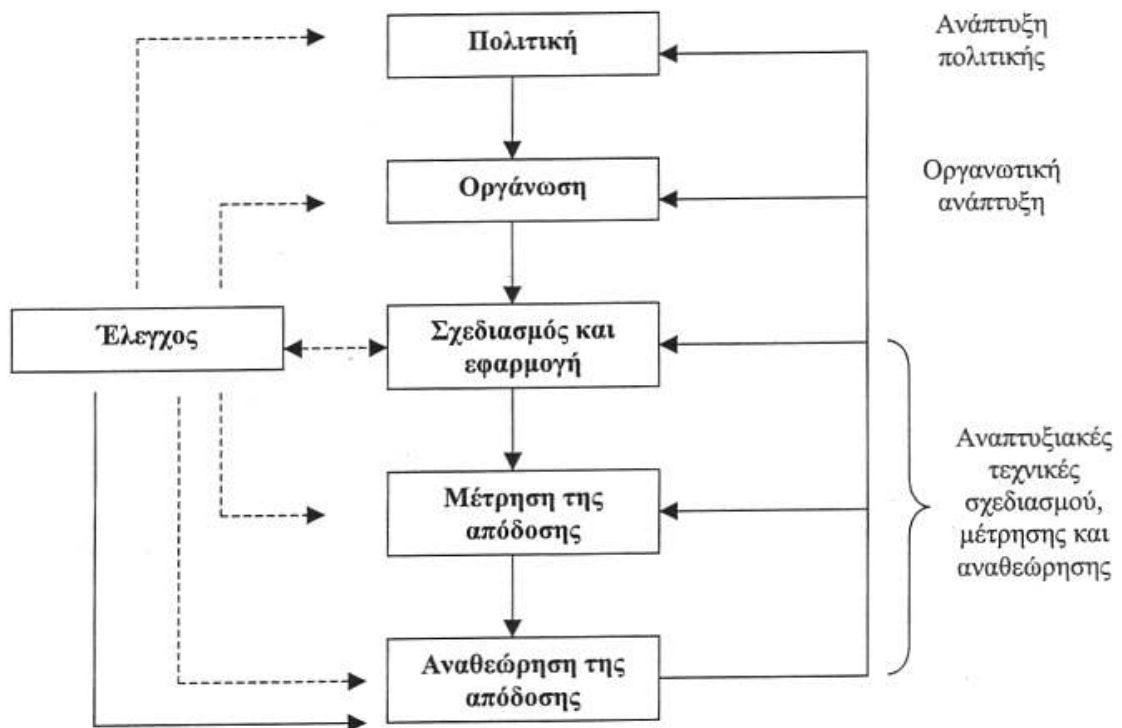 Πολιτική
Ανάπτυξη
πολιτικής
Οργάνωση
Οργανωτική
ανάπτυξη
Έλεγχος
Σχεδιασμός και
εφαρμογή
Μέτρηση της
απόδοσης
Αναπτυξιακές
τεχνικές
σχεδιασμού,
μέτρησης και
αναθεώρησης
Αναθεώρηση της
απόδοσης